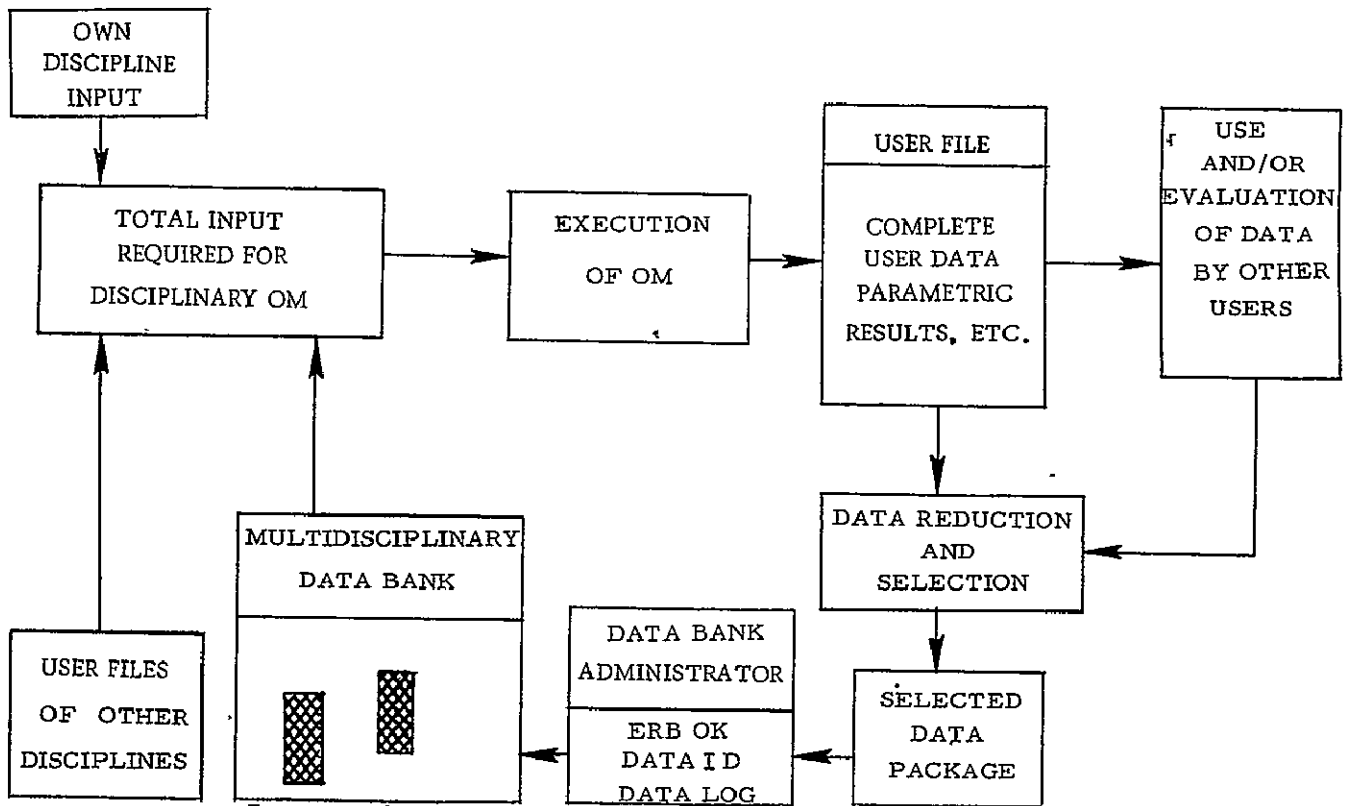 OWN
DISCIPLINE
INPUT
TOTAL INPUT
REQUIRED FOR
DISCIPLINARY OM
EXECUTION
OF OM
USER FILE
COMPLETE
USER DATA
PARAMETRIC
RESULTS, ETC.
USE
AND/OR
EVALUATION
OF DATA
BY OTHER
USERS
DATA REDUCTION
AND
SELECTION
SELECTED
DATA
PACKAGE
DATA BANK
ADMINISTRATOR
ERB OK
DATA ID
DATA LOG
MULTIDISCIPLINARY
DATA BANK
USER FILES
OF OTHER
DISCIPLINES